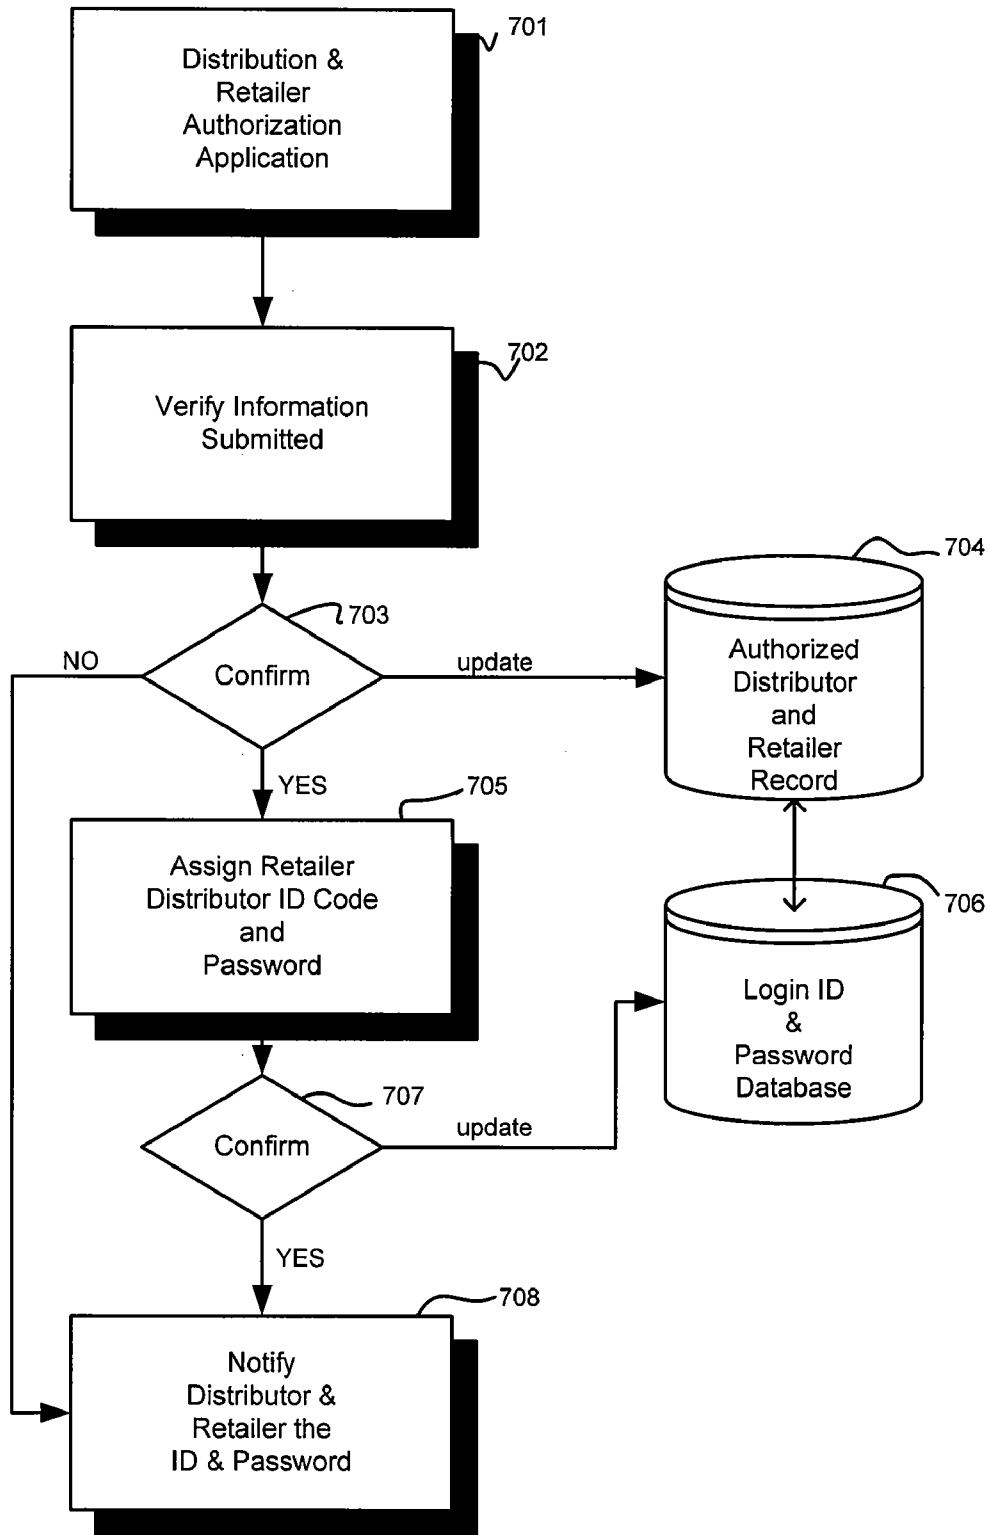 701
Distribution &
Retailer
Authorization
Application
702
Verify Information
Submitted
703
NO
Confirm
update
704
Authorized
Distributor
and
Retailer
Record
YES
705
Assign Retailer
Distributor ID Code
and
Password
706
Login ID
&
Password
Database
707
Confirm
update
YES
708
Notify
Distributor &
Retailer the
ID & Password